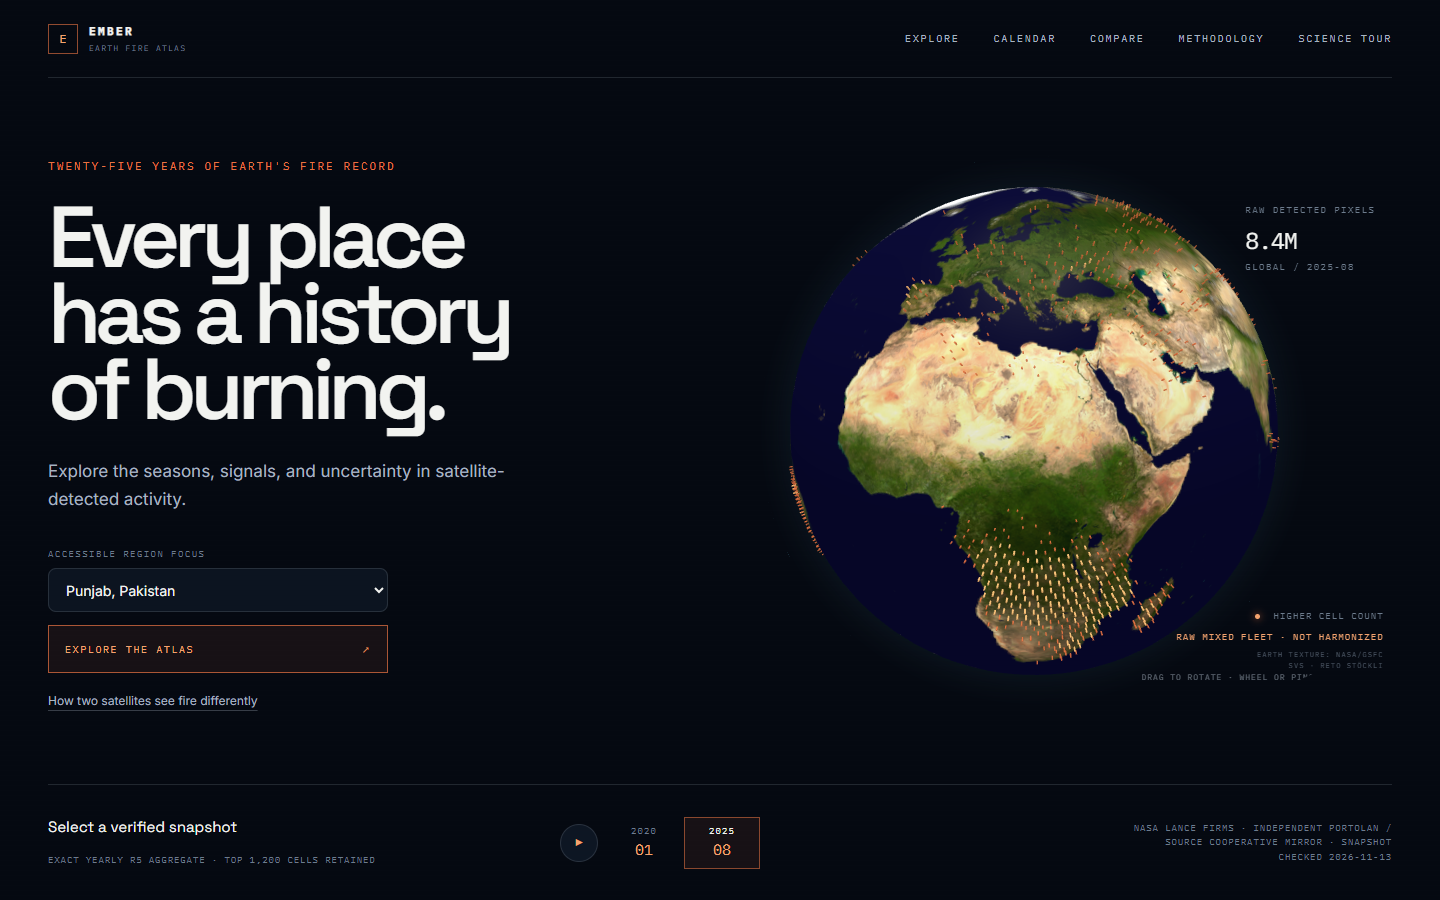 E
EMBER
EARTH FIRE ATLAS
EXPLORE
CALENDAR
COMPARE
METHODOLOGY
SCIENCE TOUR
TWENTY-FIVE YEARS OF EARTH'S FIRE RECORD
Every place
has a history
of burning.
Explore the seasons, signals, and uncertainty in satellite-
detected activity.
ACCESSIBLE REGION FOCUS
Punjab, Pakistan
EXPLORE THE ATLAS ↗
How two satellites see fire differently
RAW DETECTED PIXELS
8.4M
GLOBAL / 2025-08
HIGHER CELL COUNT
RAW MIXED FLEET · NOT HARMONIZED
EARTH TEXTURE: NASA/GSFC
SVS · RETO STÖCKLI
DRAG TO ROTATE · WHEEL OR
Select a verified snapshot
EXACT YEARLY R5 AGGREGATE · TOP 1,200 CELLS RETAINED
2020
01
2025
08
NASA LANCE FIRMS · INDEPENDENT PORTOLAN /
SOURCE COOPERATIVE MIRROR · SNAPSHOT
CHECKED 2026-11-13